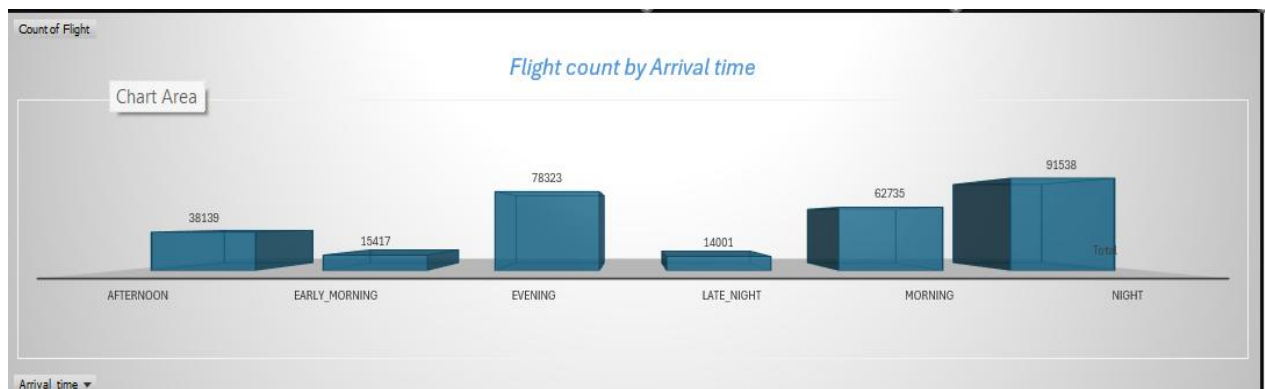 Count of Flight
Flight count by Arrival time
Chart Area
91538
78323
62735
38139
15417
14001
Total
AFTERNOON EARLY_MORNING EVENING LATE_NIGHT MORNING NIGHT
Arrival time